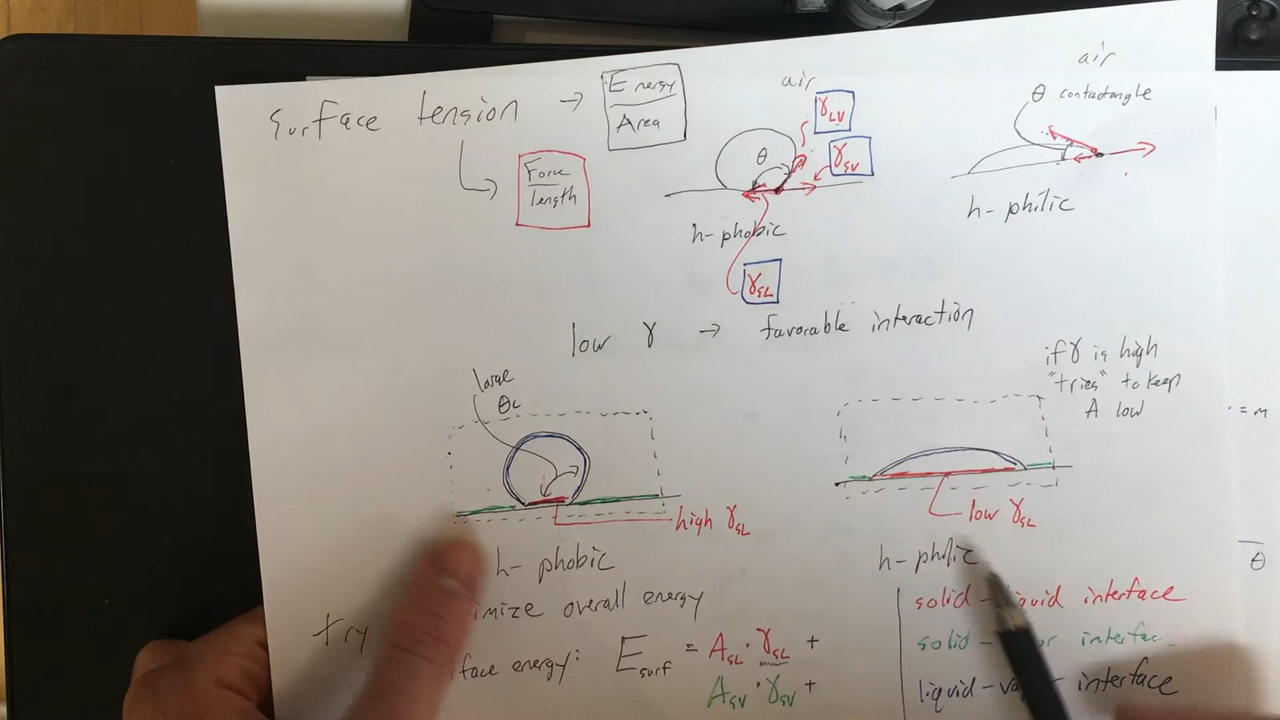 surface tension → Energy
Area
Force
length
air
γLV
θ
γSV
h-phobic
γSL
air
θ contact angle
h-philic
low γ → favorable interaction
if γ is high
"tries" to keep
A low
large
θc
high γSL
low γSL
h-phobic
h-philic
= m
θ
try
imize overall energy
face energy: Esurf = ASL · γSL +
ASV · γSV +
solid-liquid interface
solid-
liquid-va interface